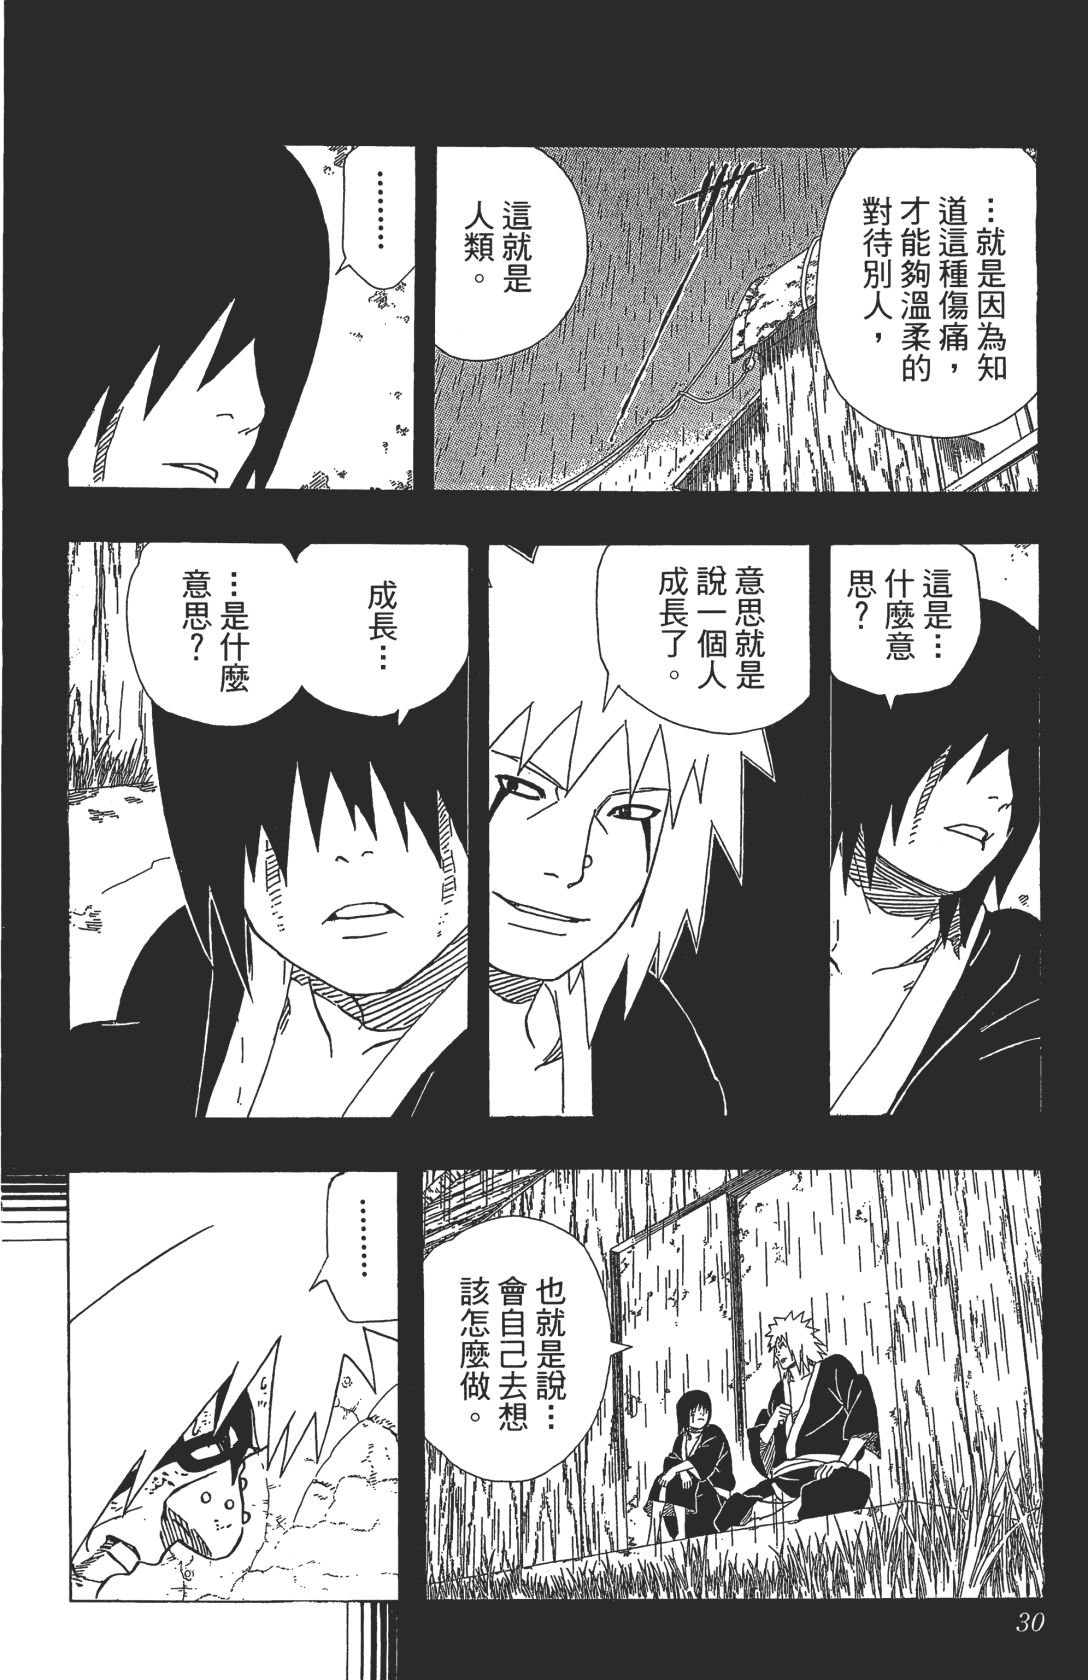 …就是因為知
道這種傷痛，
才能夠溫柔的
對待別人，
這就是
人類。
………
這是…
什麼意
思？
意思就是
說一個人
成長了。
成長…
…是什麼
意思？
也就是說…
會自己去想
該怎麼做。
………
30